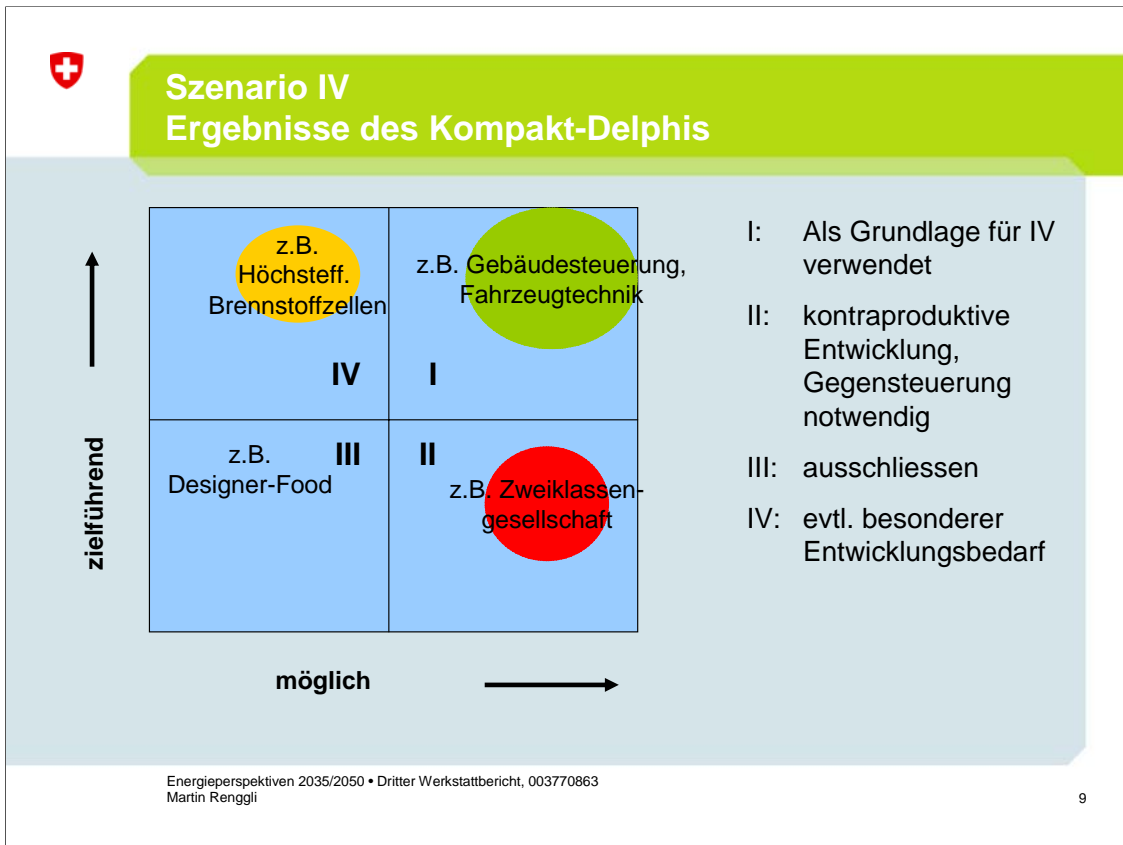 Szenario IV
Ergebnisse des Kompakt-Delphis
z.B.
Höchsteff.
Brennstoffzellen
z.B. Gebäudesteuerung,
Fahrzeugtechnik
IV
I
z.B.
Designer-Food
III
II
z.B. Zweiklassen-
gesellschaft
zielführend
möglich
I: Als Grundlage für IV
verwendet
II: kontraproduktive
Entwicklung,
Gegensteuerung
notwendig
III: ausschliessen
IV: evtl. besonderer
Entwicklungsbedarf
Energieperspektiven 2035/2050 • Dritter Werkstattbericht, 003770863
Martin Renggli
9